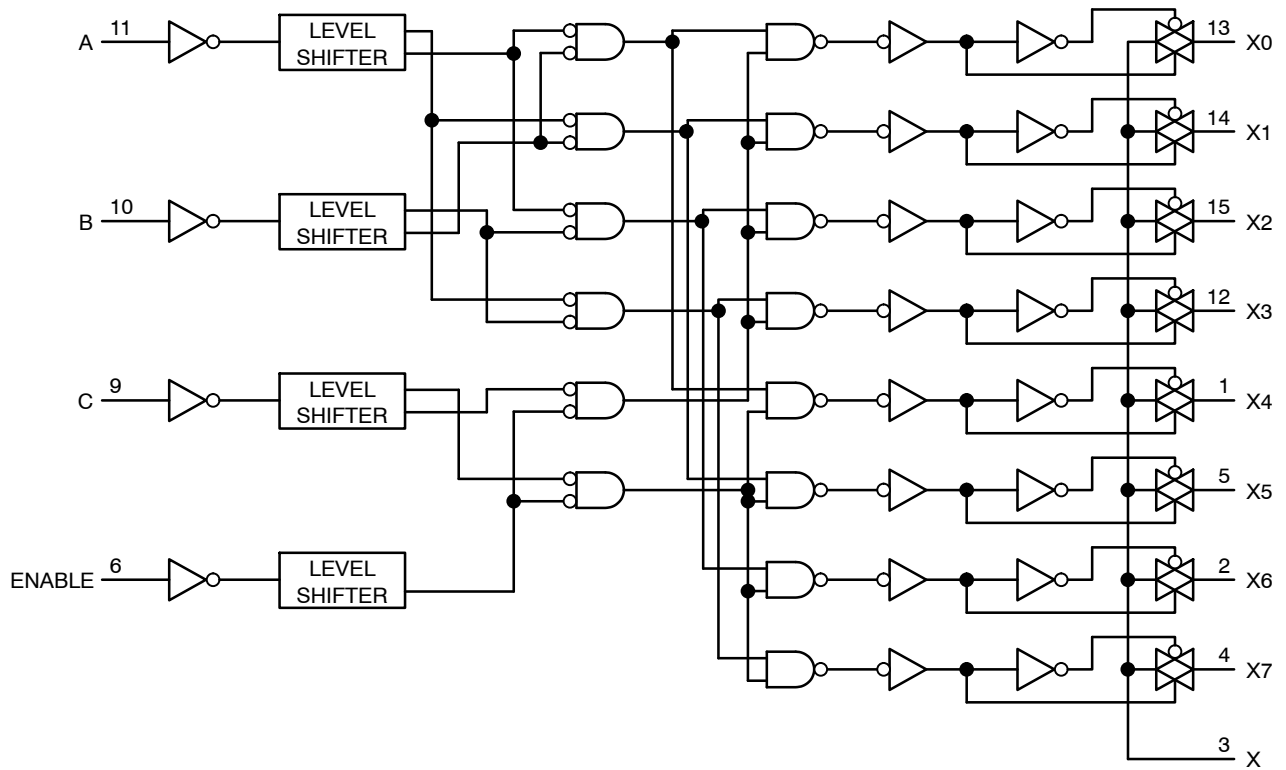 A 11 LEVEL SHIFTER 13 X0
14 X1
B 10 LEVEL SHIFTER 15 X2
12 X3
C 9 LEVEL SHIFTER 1 X4
5 X5
ENABLE 6 LEVEL SHIFTER 2 X6
4 X7
3 X